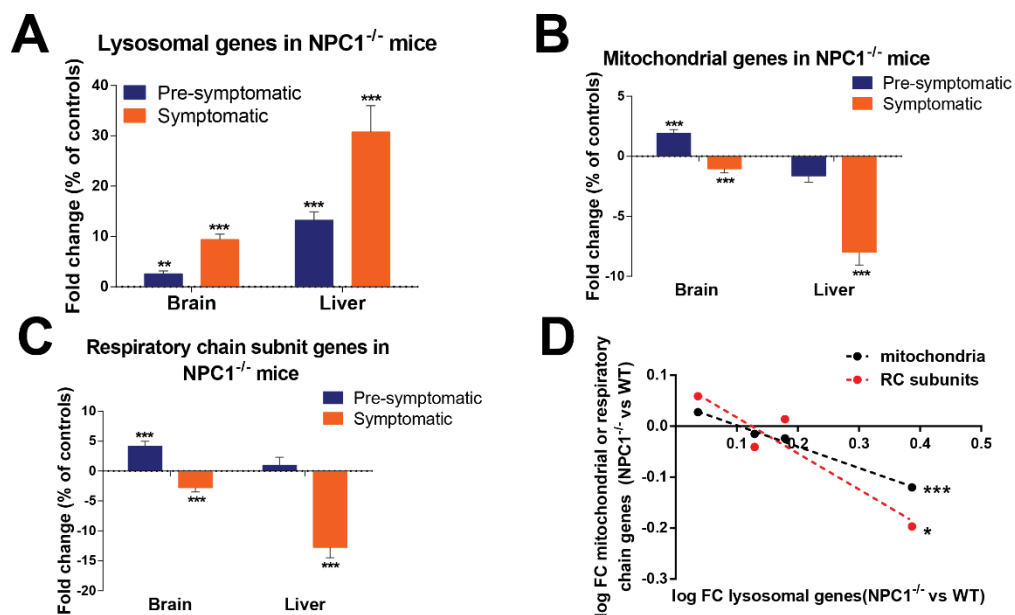 A
Lysosomal genes in NPC1-/- mice
Fold change (% of controls)
40
30
20
10
0
Pre-symptomatic
Symptomatic
**
***
***
***
Brain
Liver
B
Mitochondrial genes in NPC1-/- mice
Fold change (% of controls)
5
0
-5
-10
Pre-symptomatic
Symptomatic
***
***
***
Brain
Liver
C
Respiratory chain subnit genes in
NPC1-/- mice
Fold change (% of controls)
10
5
0
-5
-10
-15
-20
Pre-symptomatic
Symptomatic
***
***
***
Brain
Liver
D
log FC mitochondrial or respiratory
chain genes (NPC1-/- vs WT)
0.1
0.0
-0.1
-0.2
-0.3
mitochondria
RC subunits
0.1
0.2
0.3
0.4
0.5
***
*
log FC lysosomal genes(NPC1-/- vs WT)